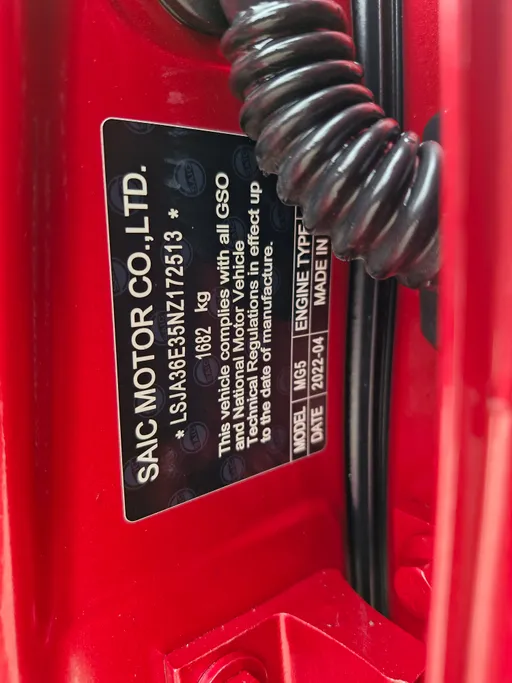 SAIC MOTOR CO.,LTD.
* LSJA36E35NZ172513 *
1682 kg
This vehicle complies with all GSO
and National Motor Vehicle
Technical Regulations in effect up
to the date of manufacture.
MODEL MG5 ENGINE TYPE
DATE 2022-04 MADE IN